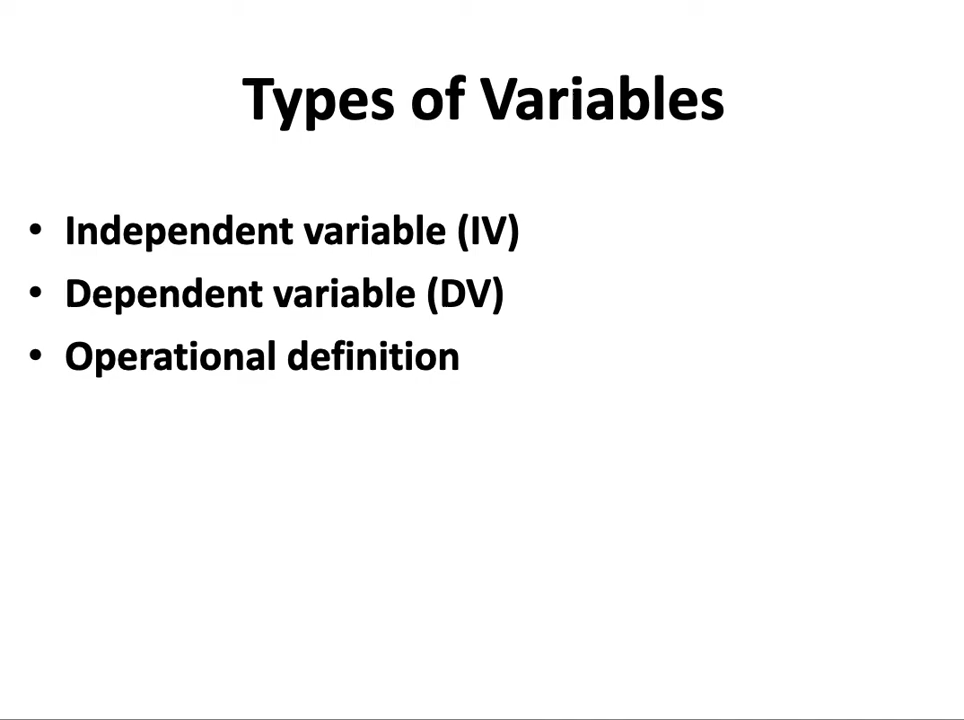 Types of Variables
• Independent variable (IV)
• Dependent variable (DV)
• Operational definition